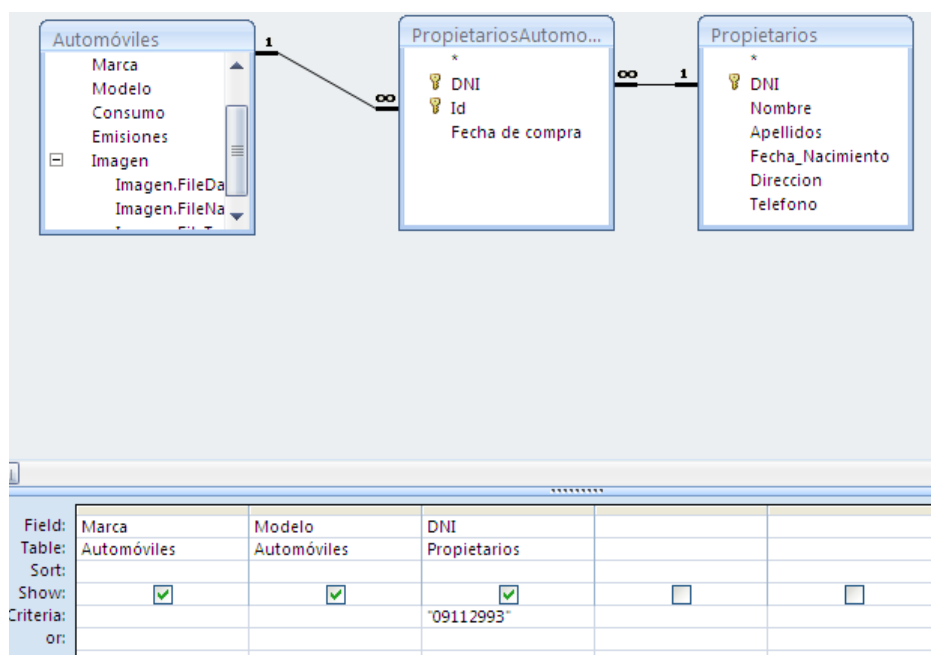 Automóviles
Marca
Modelo
Consumo
Emisiones
Imagen
Imagen.FileDa
Imagen.FileNa
1
∞
PropietariosAutomo...
*
DNI
Id
Fecha de compra
∞
1
Propietarios
*
DNI
Nombre
Apellidos
Fecha_Nacimiento
Direccion
Telefono
Field: Marca Modelo DNI
Table: Automóviles Automóviles Propietarios
Sort:
Show:
Criteria: "09112993"
or: